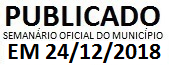 PUBLICADO
SEMANÁRIO OFICIAL DO MUNICÍPIO
EM 24/12/2018